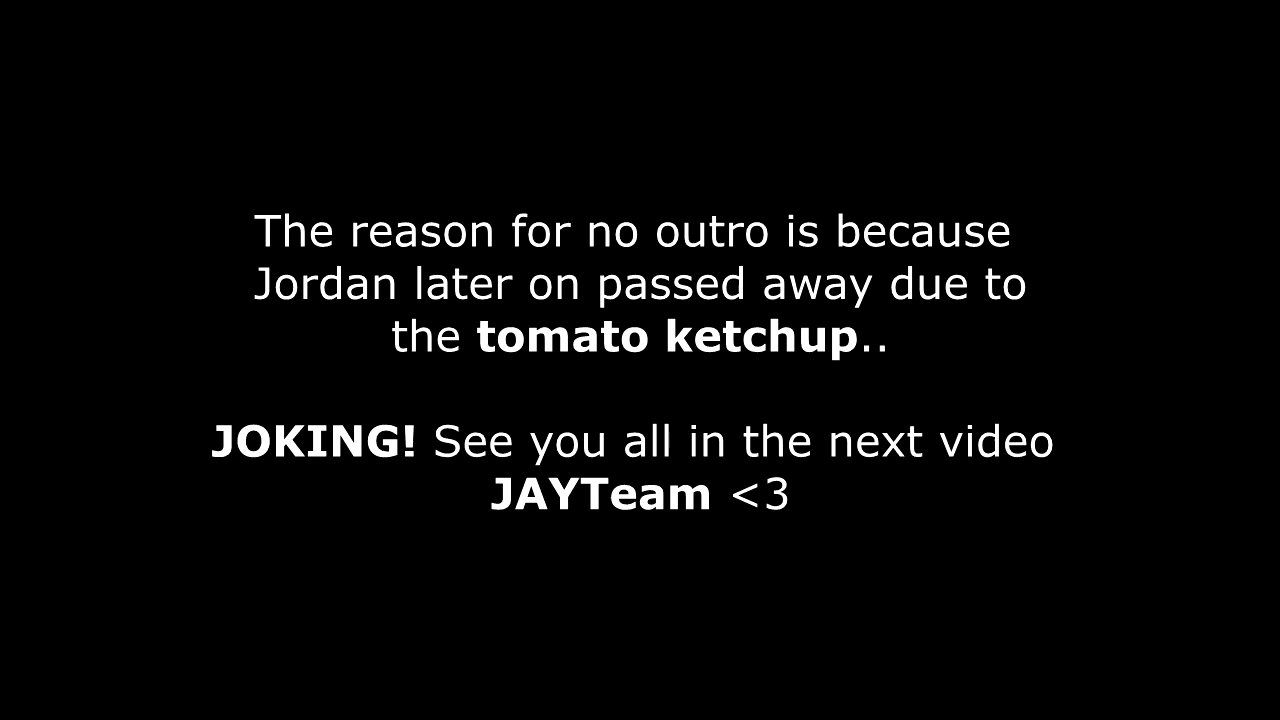 The reason for no outro is because
Jordan later on passed away due to
the tomato ketchup..
JOKING! See you all in the next video
JAYTeam <3